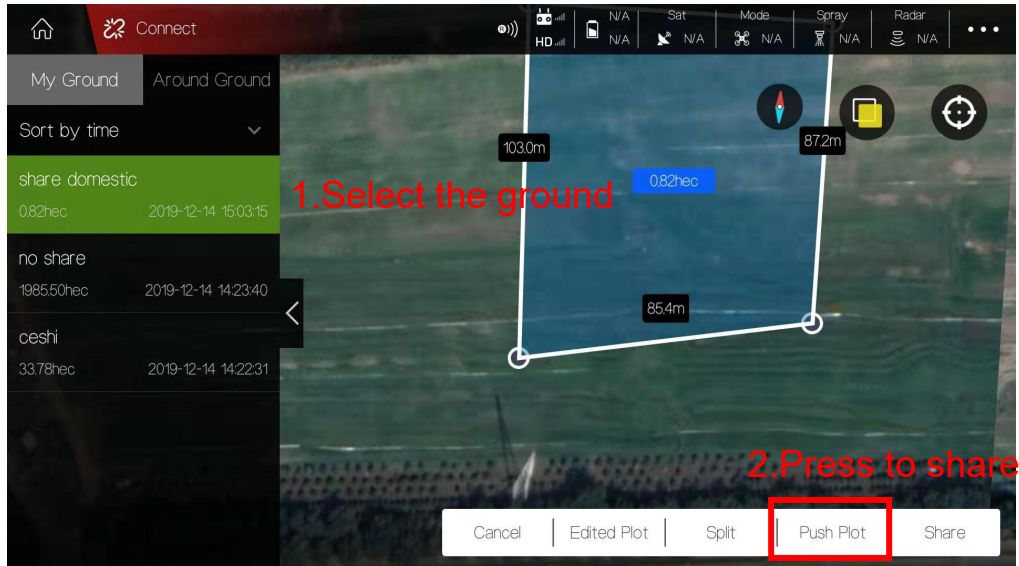 Connect
R
HD
N/A
N/A
Sat
N/A
Mode
N/A
Spray
N/A
Radar
N/A
My Ground
Around Ground
Sort by time
share domestic
0.82hec 2019-12-14 15:03:15
no share
1985.50hec 2019-12-14 14:23:40
ceshi
33.78hec 2019-12-14 14:22:31
103.0m
87.2m
0.82hec
1.Select the ground
85.4m
2.Press to share
Cancel
Edited Plot
Split
Push Plot
Share